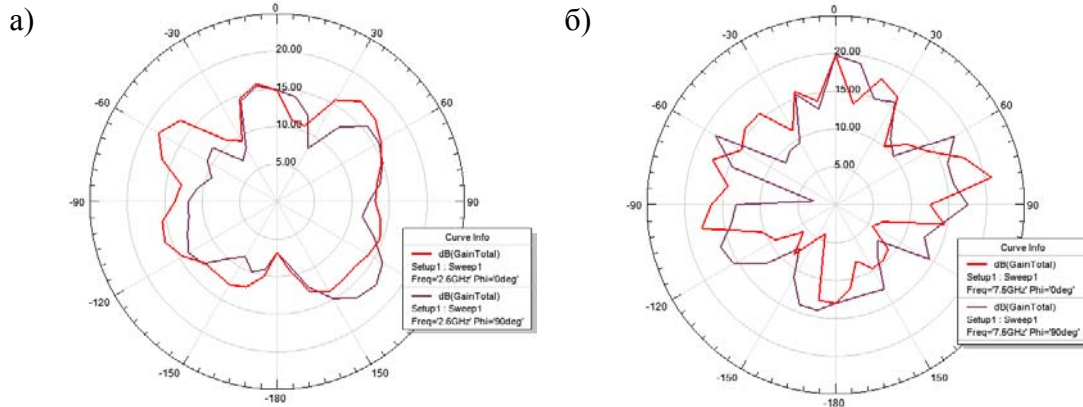 а)
0
-30
30
20.00
-60
60
15.00
10.00
5.00
-90
90
-120
-150
150
-180
Curve Info
dB(GainTotal)
Setup1 : Sweep1
Freq='2.6GHz' Phi='0deg'
dB(GainTotal)
Setup1 : Sweep1
Freq='2.6GHz' Phi='90deg'
б)
0
-30
30
20.00
-60
60
15.00
10.00
5.00
-90
90
-120
-150
150
-180
Curve Info
dB(GainTotal)
Setup1 : Sweep1
Freq='7.5GHz' Phi='0deg'
dB(GainTotal)
Setup1 : Sweep1
Freq='7.5GHz' Phi='90deg'